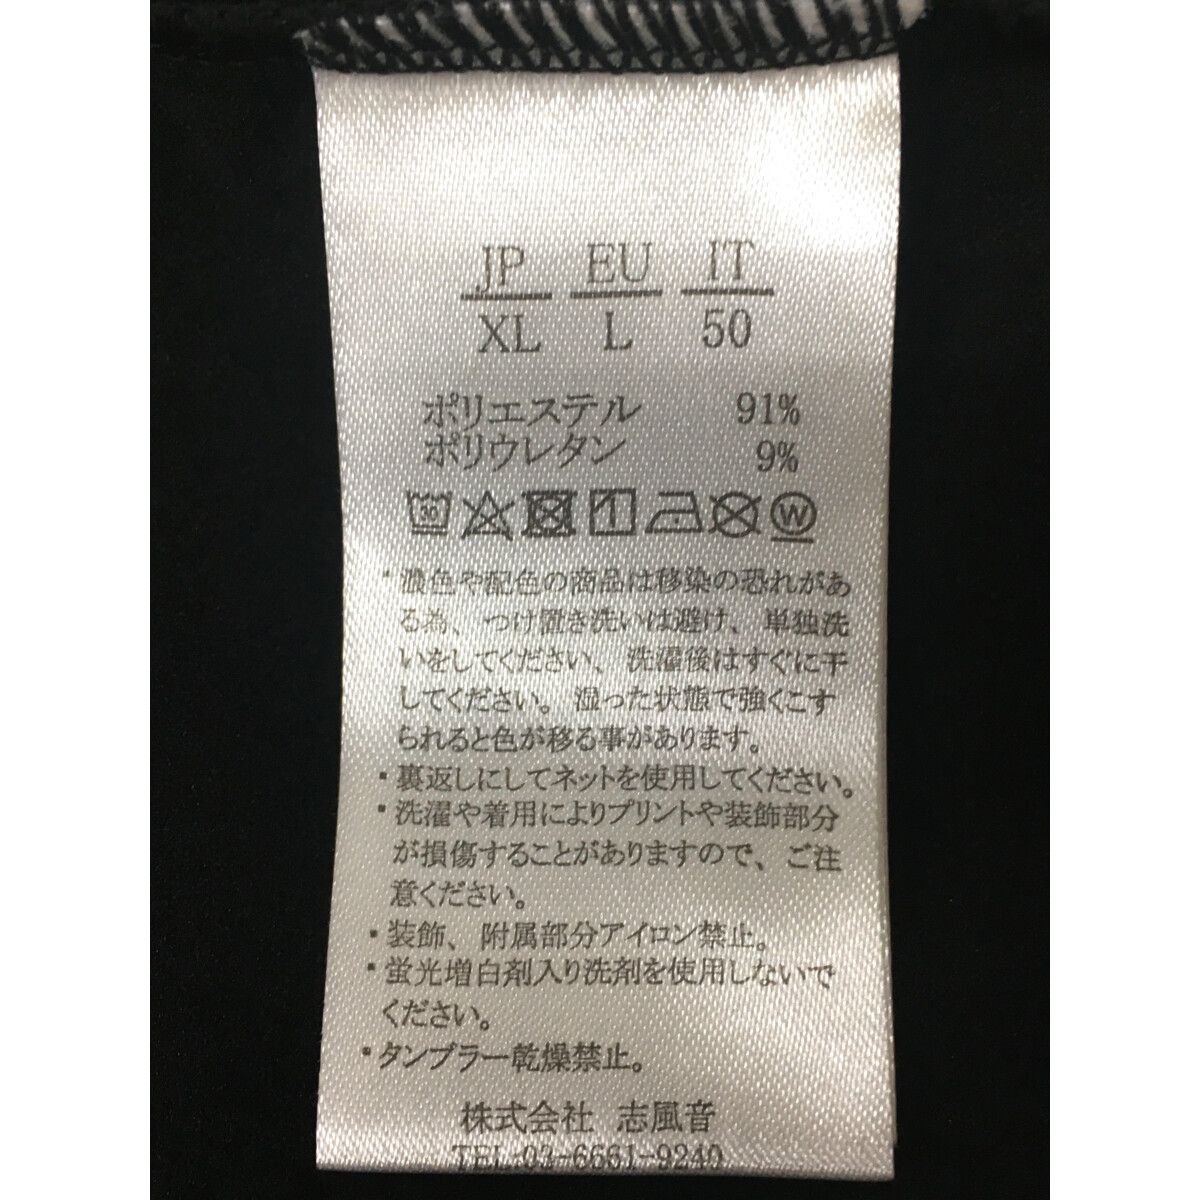 JP EU IT
XL L 50
ポリエステル 91%
ポリウレタン 9%
30 W
・濃色や配色の商品は移染の恐れがあ
る為、つけ置き洗いは避け、単独洗
いをしてください、洗濯後はすぐに干
してください。湿った状態で強くこす
られると色が移る事があります。
・裏返しにしてネットを使用してください。
・洗濯や着用によりプリントや装飾部分
が損傷することがありますので、ご注
意ください。
・装飾、附属部分アイロン禁止。
・蛍光増白剤入り洗剤を使用しないで
ください。
・タンブラー乾燥禁止。
株式会社 志風音
TEL:03-6661-9240